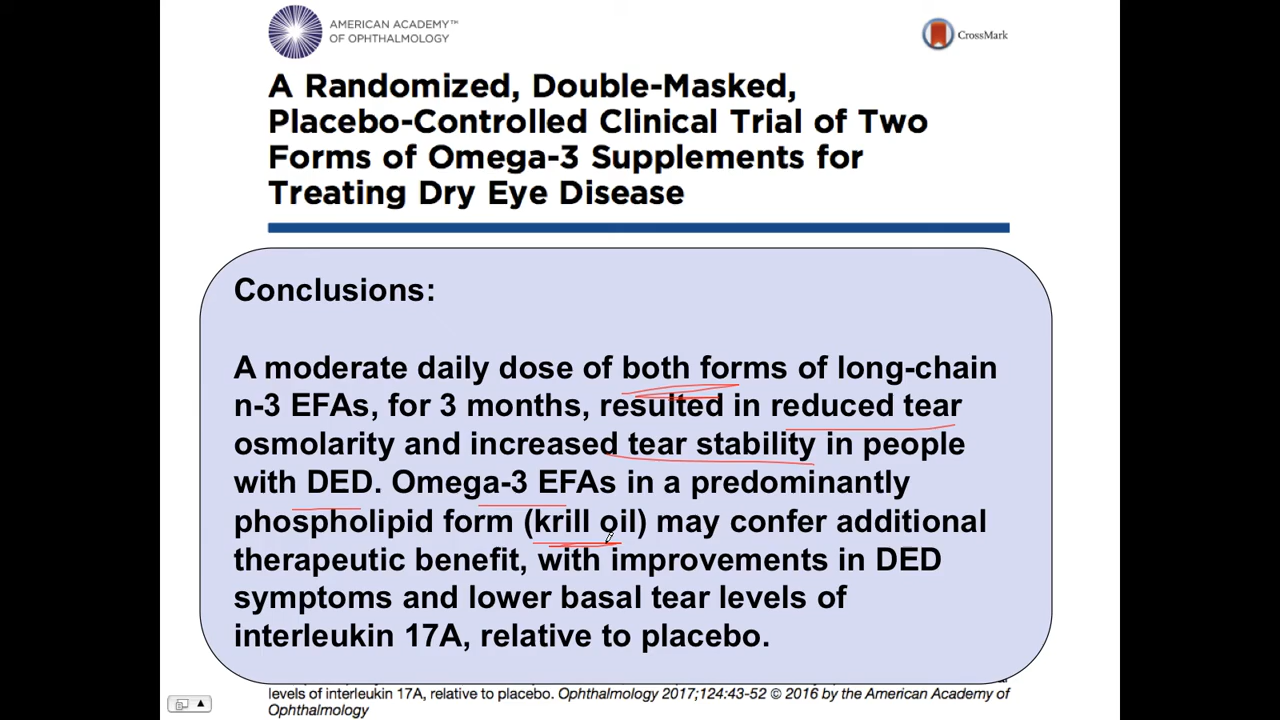 AMERICAN ACADEMY™
OF OPHTHALMOLOGY
CrossMark
A Randomized, Double-Masked,
Placebo-Controlled Clinical Trial of Two
Forms of Omega-3 Supplements for
Treating Dry Eye Disease
Conclusions:
A moderate daily dose of both forms of long-chain
n-3 EFAs, for 3 months, resulted in reduced tear
osmolarity and increased tear stability in people
with DED. Omega-3 EFAs in a predominantly
phospholipid form (krill oil) may confer additional
therapeutic benefit, with improvements in DED
symptoms and lower basal tear levels of
interleukin 17A, relative to placebo.
levels of interleukin 17A, relative to placebo. Ophthalmology 2017;124:43-52 © 2016 by the American Academy of
Ophthalmology